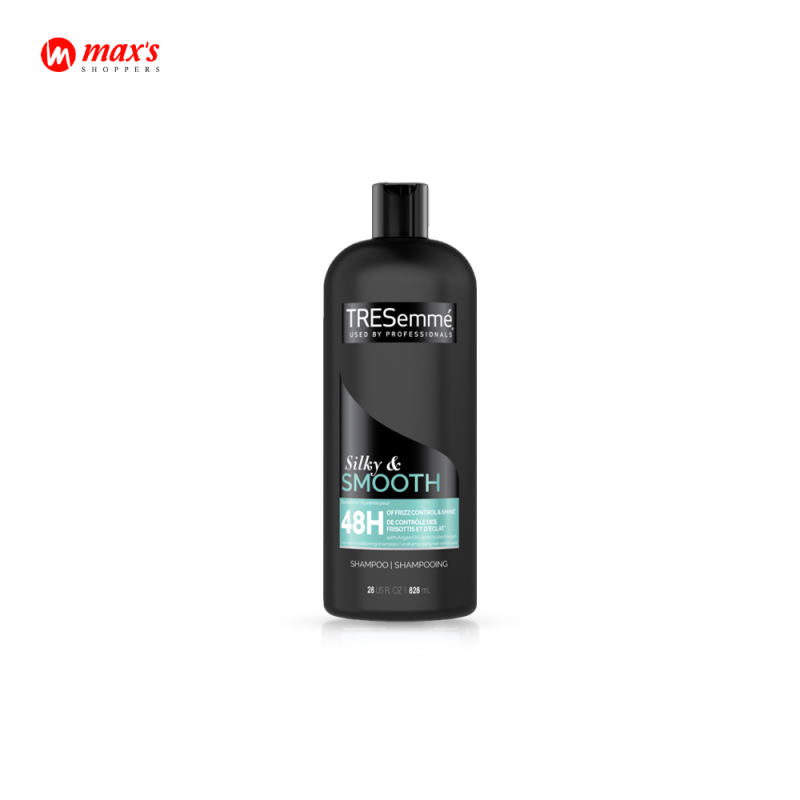 max's
SHOPPERS
TRESemmé
USED BY PROFESSIONALS
Silky &
SMOOTH
48H
OF FRIZZ CONTROL & SHINE*
DE CONTRÔLE DES
FRISOTTIS ET D'ÉCLAT*
SHAMPOO | SHAMPOOING
28 US FL OZ | 828 mL